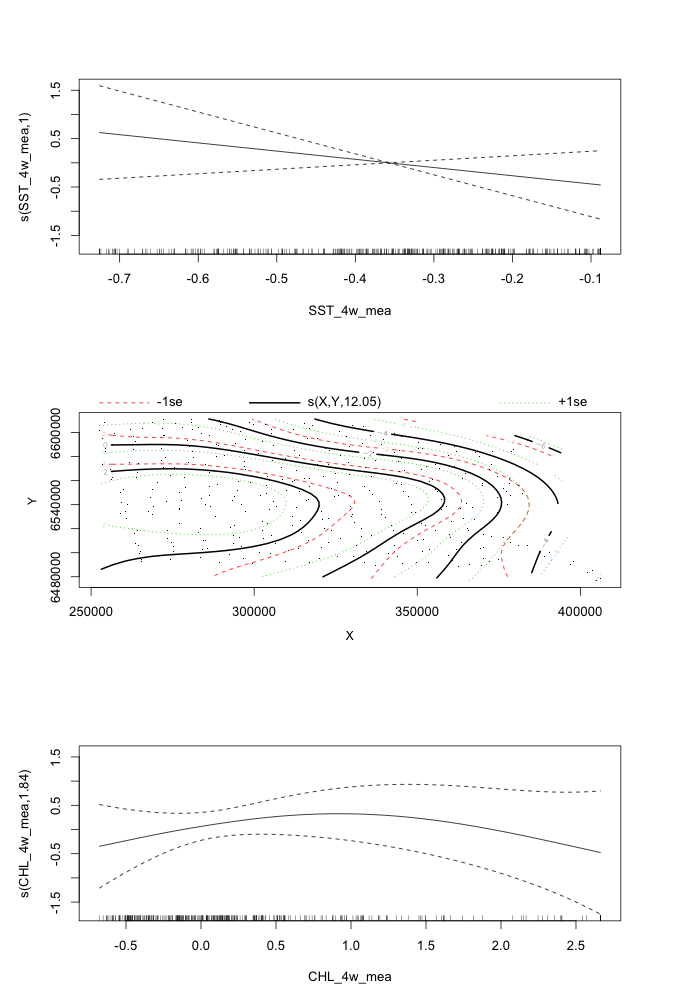 1.5
0.5
-0.5
-1.5
s(SST_4w_mea,1)
-0.7 -0.6 -0.5 -0.4 -0.3 -0.2 -0.1
SST_4w_mea
-1se s(X,Y,12.05) +1se
6600000
6540000
6480000
Y
250000 300000 350000 400000
X
1.5
0.5
-0.5
-1.5
s(CHL_4w_mea,1.84)
-0.5 0.0 0.5 1.0 1.5 2.0 2.5
CHL_4w_mea